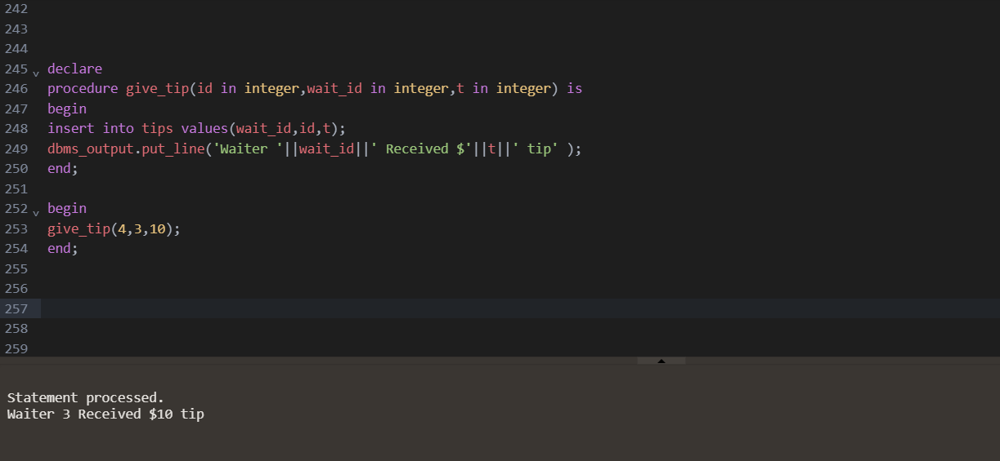 242
243
244
245 declare
246 procedure give_tip(id in integer,wait_id in integer,t in integer) is
247 begin
248 insert into tips values(wait_id,id,t);
249 dbms_output.put_line('Waiter '||wait_id||' Received $'||t||' tip' );
250 end;
251
252 begin
253 give_tip(4,3,10);
254 end;
255
256
257
258
259
Statement processed.
Waiter 3 Received $10 tip